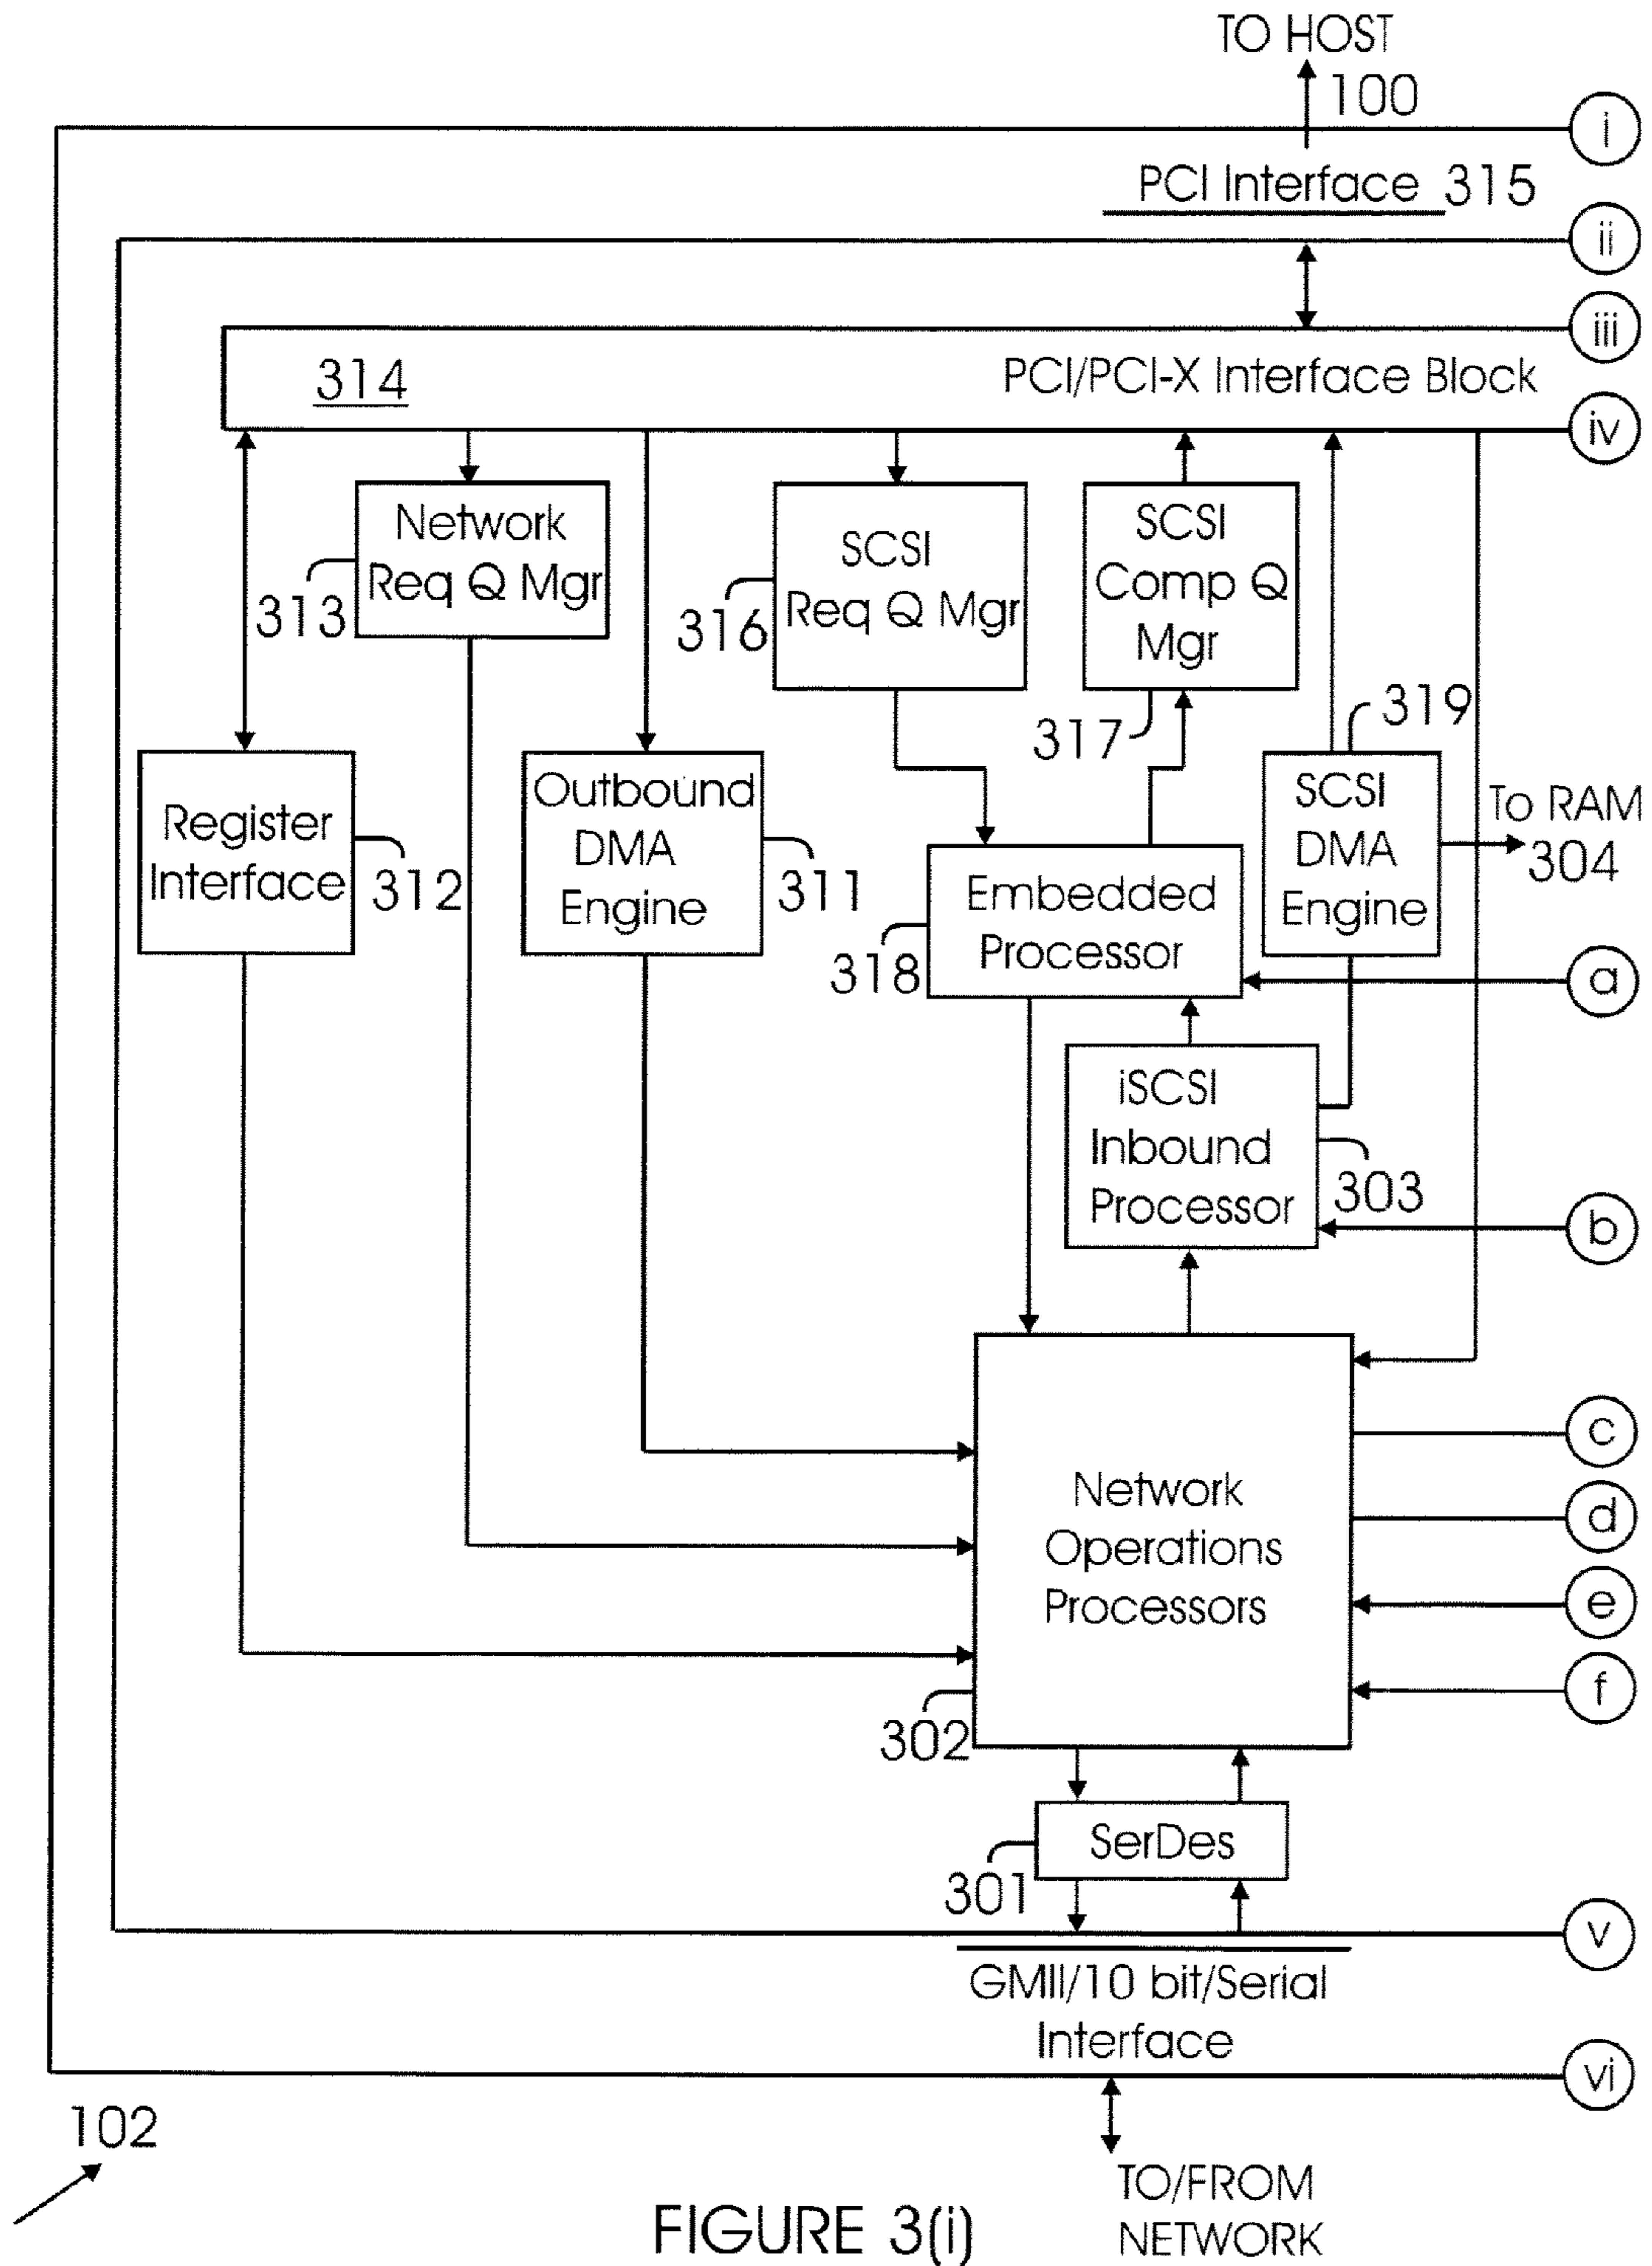 TO HOST
100
i
PCI Interface 315
ii
iii
314
PCI/PCI-X Interface Block
iv
Network
Req Q Mgr
313
SCSI
Req Q Mgr
316
SCSI
Comp Q
Mgr
317
319
Register
Interface
312
Outbound
DMA
Engine
311
Embedded
Processor
318
SCSI
DMA
Engine
To RAM
304
a
iSCSI
Inbound
Processor
303
b
Network
Operations
Processors
302
c
d
e
f
SerDes
301
v
GMII/10 bit/Serial
Interface
vi
102
TO/FROM
NETWORK
FIGURE 3(i)